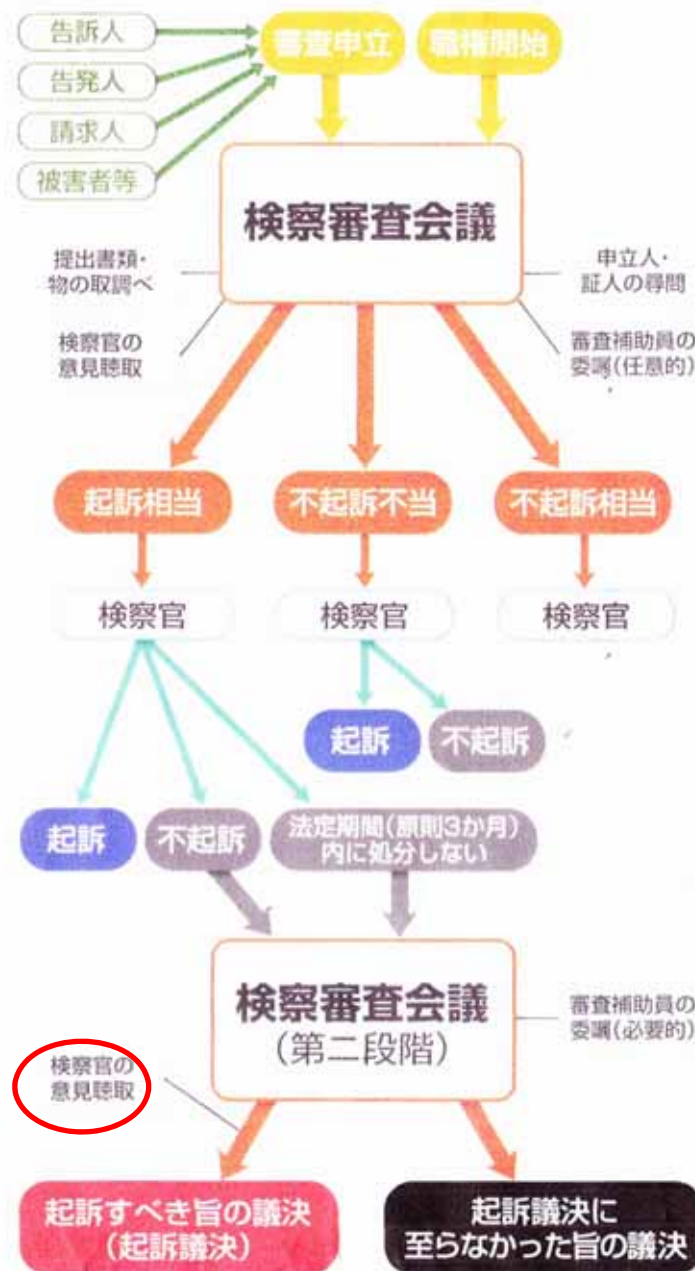 告訴人
告発人
請求人
被害者等
審査申立
職権開始
検察審査会議
提出書類・
物の取調べ
検察官の
意見聴取
申立人・
証人の尋問
審査補助員の
委嘱(任意的)
起訴相当
不起訴不当
不起訴相当
検察官
検察官
検察官
起訴
不起訴
起訴
不起訴
法定期間(原則3か月)
内に処分しない
検察審査会議
(第二段階)
審査補助員の
委嘱(必要的)
検察官の
意見聴取
起訴すべき旨の議決
(起訴議決)
起訴議決に
至らなかった旨の議決